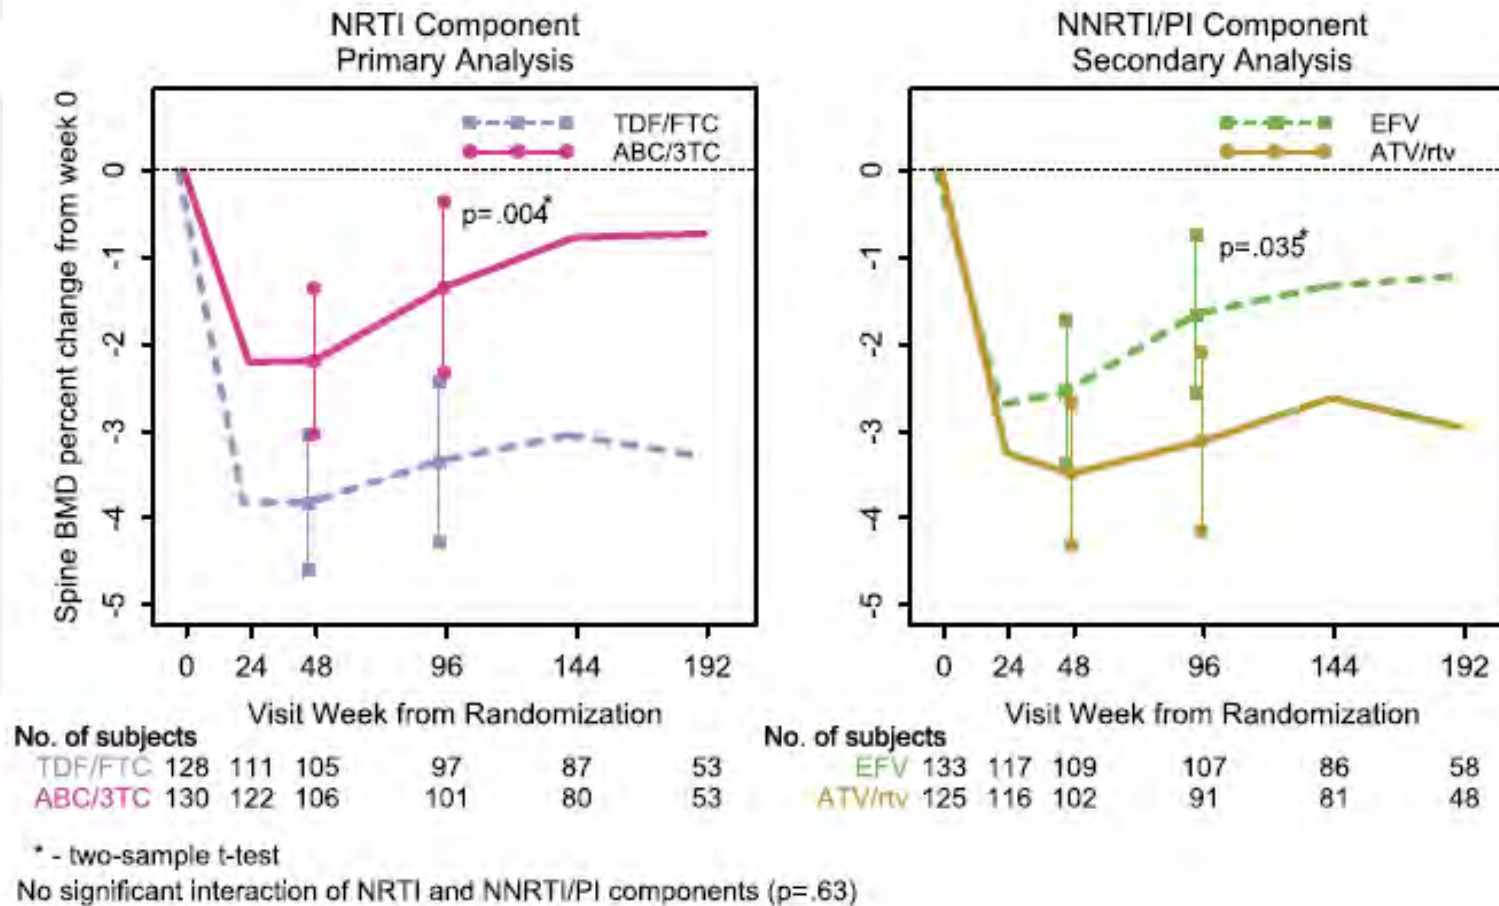 NRTI Component
Primary Analysis
Spine BMD percent change from week 0
TDF/FTC
ABC/3TC
p=.004*
0
-1
-2
-3
-4
-5
0 24 48 96 144 192
Visit Week from Randomization
No. of subjects
TDF/FTC 128 111 105 97 87 53
ABC/3TC 130 122 106 101 80 53
NNRTI/PI Component
Secondary Analysis
EFV
ATV/rtv
p=.035*
0
-1
-2
-3
-4
-5
0 24 48 96 144 192
Visit Week from Randomization
No. of subjects
EFV 133 117 109 107 86 58
ATV/rtv 125 116 102 91 81 48
* - two-sample t-test
No significant interaction of NRTI and NNRTI/PI components (p=.63)